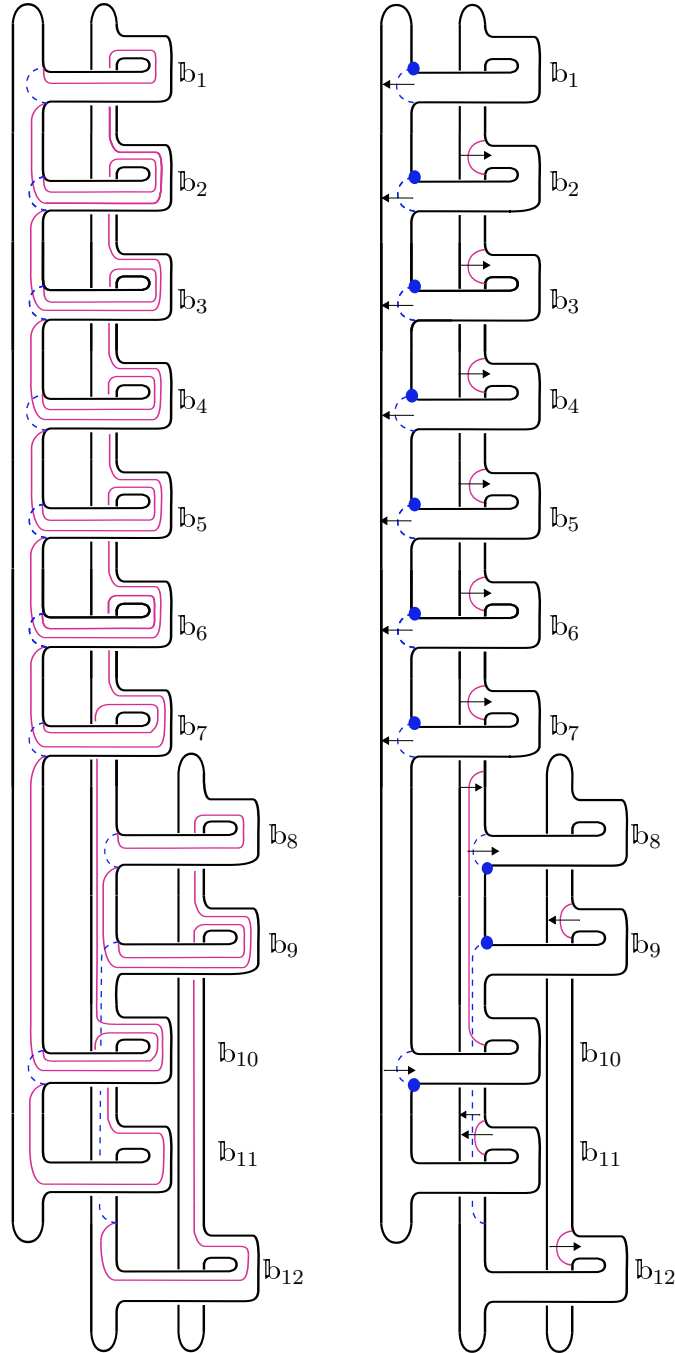 𝕓₁ 𝕓₁
𝕓₂ 𝕓₂
𝕓₃ 𝕓₃
𝕓₄ 𝕓₄
𝕓₅ 𝕓₅
𝕓₆ 𝕓₆
𝕓₇ 𝕓₇
𝕓₈ 𝕓₈
𝕓₉ 𝕓₉
𝕓₁₀ 𝕓₁₀
𝕓₁₁ 𝕓₁₁
𝕓₁₂ 𝕓₁₂